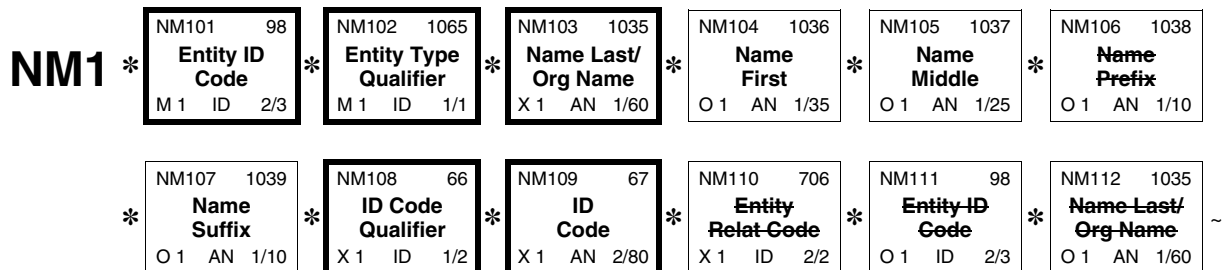 NM101 98 NM102 1065 NM103 1035 NM104 1036 NM105 1037 NM106 1038
NM1 * Entity ID * Entity Type * Name Last/ * Name * Name * Name
Code Qualifier Org Name First Middle Prefix
M 1 ID 2/3 M 1 ID 1/1 X 1 AN 1/60 O 1 AN 1/35 O 1 AN 1/25 O 1 AN 1/10
NM107 1039 NM108 66 NM109 67 NM110 706 NM111 98 NM112 1035
* Name * ID Code * ID * Entity * Entity ID * Name Last/ ~
Suffix Qualifier Code Relat Code Code Org Name
O 1 AN 1/10 X 1 ID 1/2 X 1 AN 2/80 X 1 ID 2/2 O 1 ID 2/3 O 1 AN 1/60